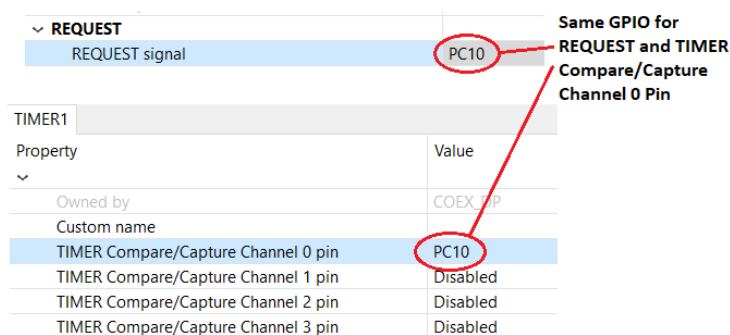 REQUEST
REQUEST signal PC10
Same GPIO for
REQUEST and TIMER
Compare/Capture
Channel 0 Pin
TIMER1
Property Value
Owned by COEX_DP
Custom name
TIMER Compare/Capture Channel 0 pin PC10
TIMER Compare/Capture Channel 1 pin Disabled
TIMER Compare/Capture Channel 2 pin Disabled
TIMER Compare/Capture Channel 3 pin Disabled